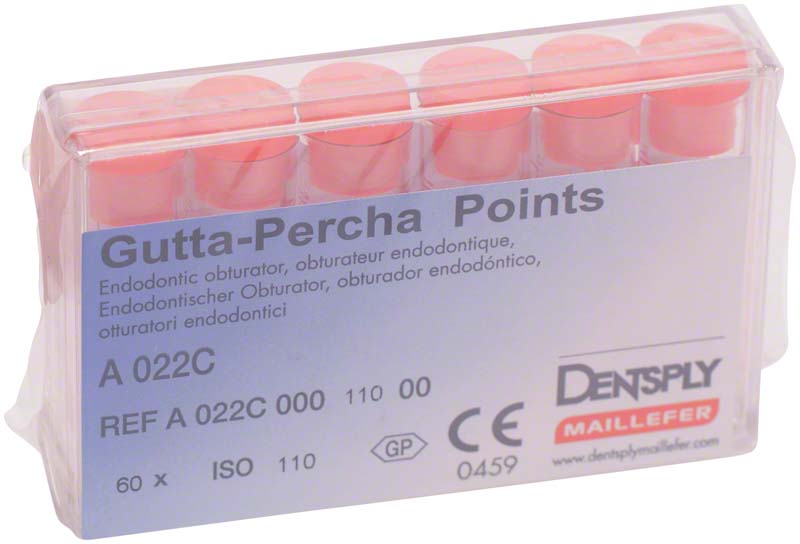 Gutta-Percha Points
Endodontic obturator, obturateur endodontique,
Endodontischer Obturator, obturador endodóntico,
otturatori endodontici
A 022C
REF A 022C 000 110 00
60 x ISO 110
GP
CE
0459
DENTSPLY
MAILLEFER
www.dentsplymaillefer.com